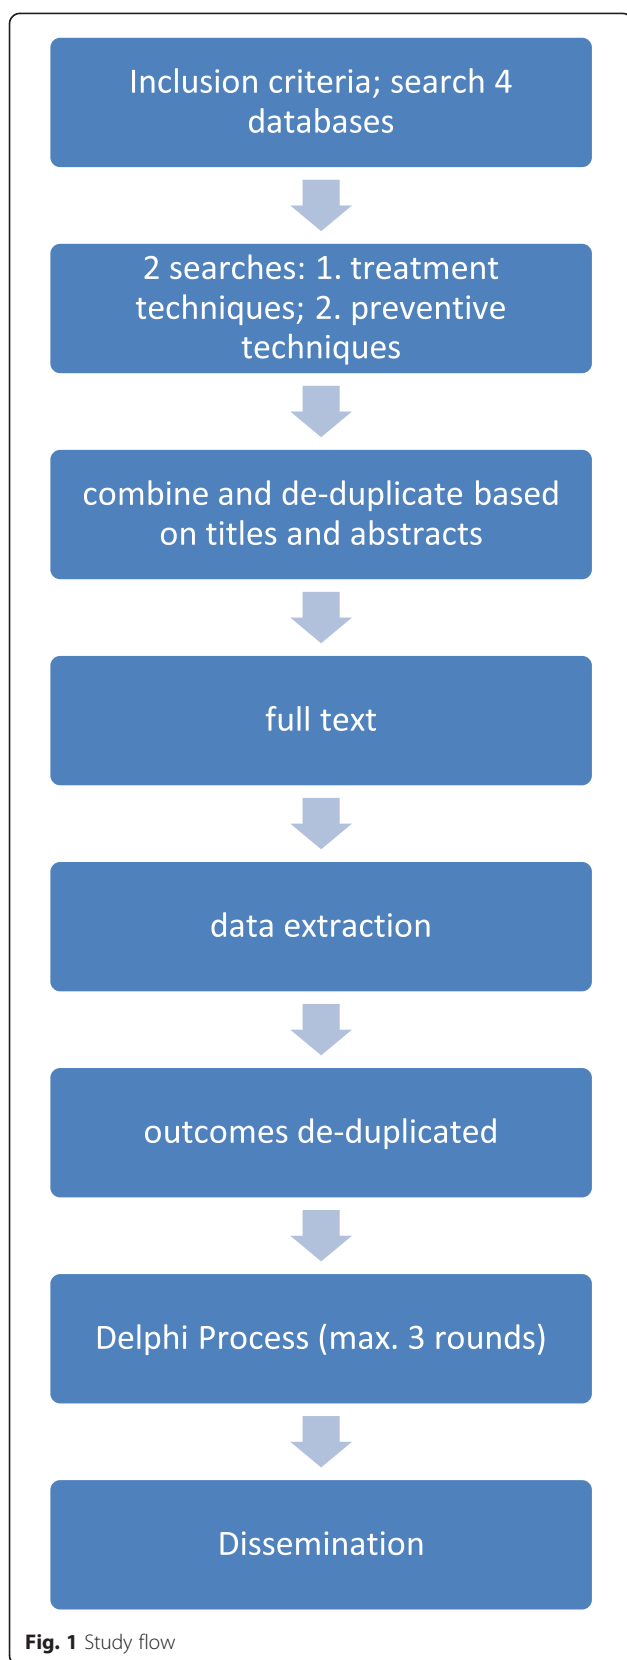 Inclusion criteria; search 4
databases
2 searches: 1. treatment
techniques; 2. preventive
techniques
combine and de-duplicate based
on titles and abstracts
full text
data extraction
outcomes de-duplicated
Delphi Process (max. 3 rounds)
Dissemination
Fig. 1 Study flow